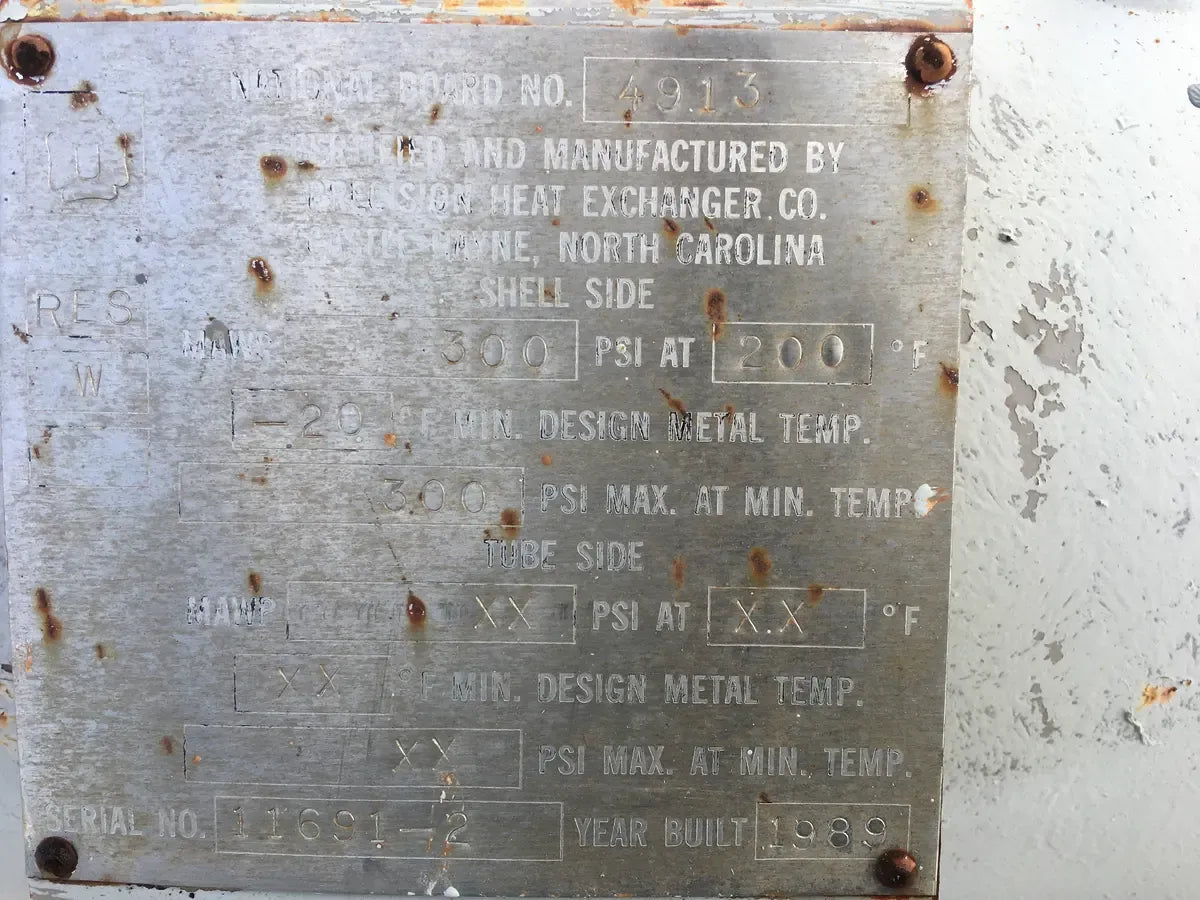 NATIONAL BOARD NO. 4913
U
AND MANUFACTURED BY
PRECISION HEAT EXCHANGER CO.
WAYNE, NORTH CAROLINA
SHELL SIDE
RES
MAWP 300 PSI AT 200 °F
W
-20 °F MIN. DESIGN METAL TEMP.
300 PSI MAX. AT MIN. TEMP.
TUBE SIDE
MAWP XX PSI AT XX °F
XX °F MIN. DESIGN METAL TEMP.
XX PSI MAX. AT MIN. TEMP.
SERIAL NO. 11691-2 YEAR BUILT 1989